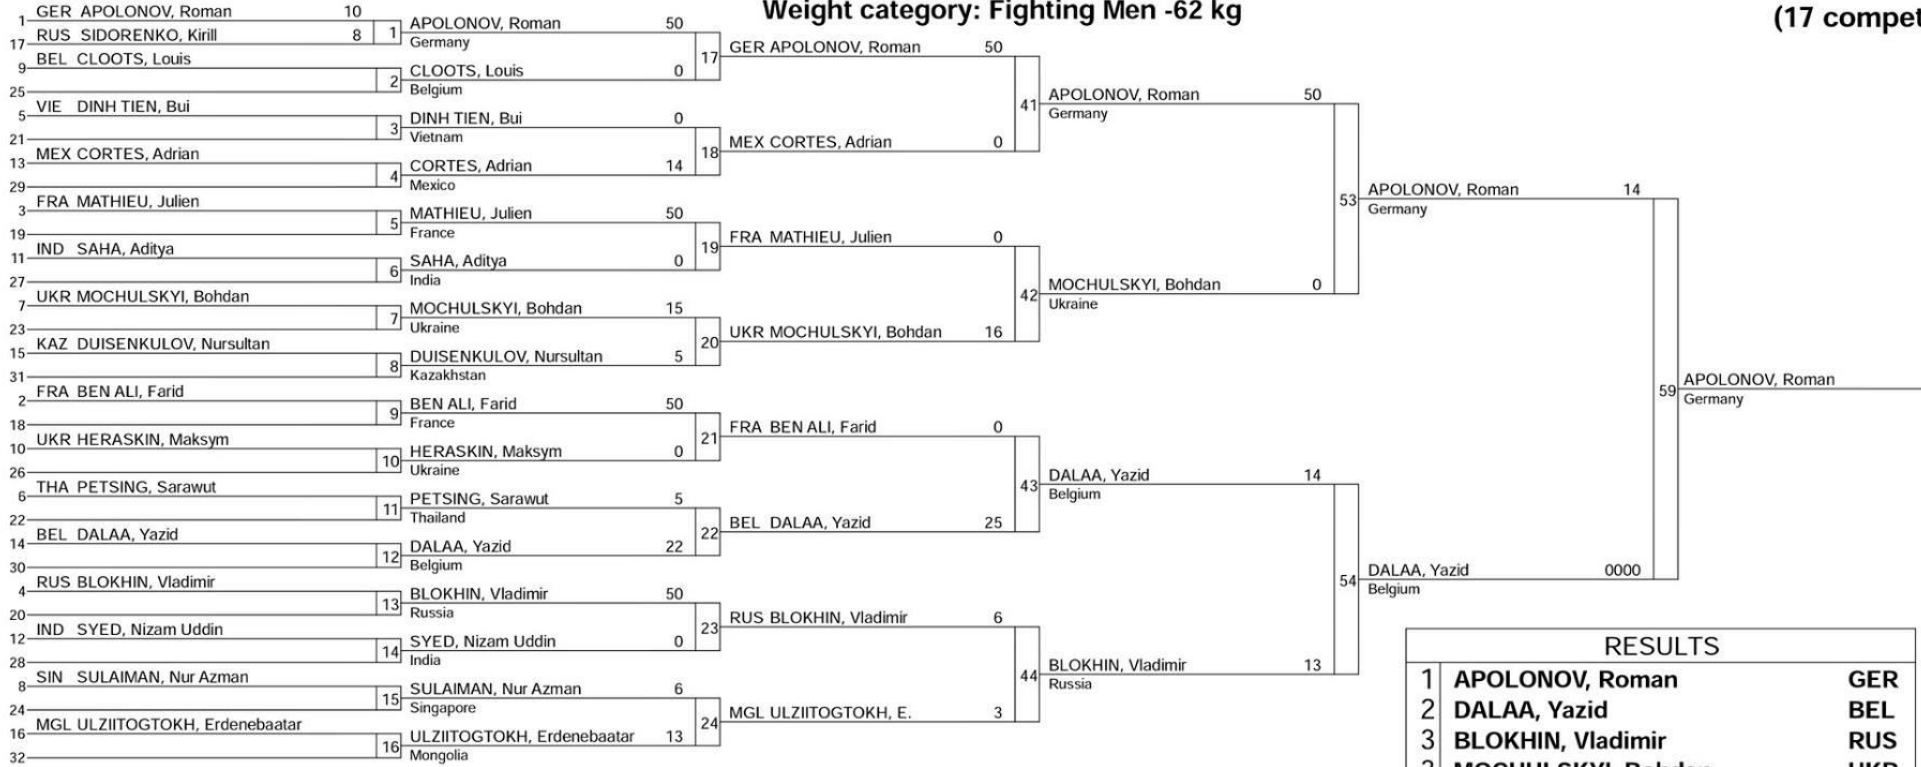 Weight category: Fighting Men -62 kg
(17 compet
GER APOLONOV, Roman 10
1
RUS SIDORENKO, Kirill 8
17
1
BEL CLOOTS, Louis
9
25
2
VIE DINH TIEN, Bui
5
21
3
MEX CORTES, Adrian
13
29
4
FRA MATHIEU, Julien
3
19
5
IND SAHA, Aditya
11
27
6
UKR MOCHULSKYI, Bohdan
7
23
7
KAZ DUISENKULOV, Nursultan
15
31
8
FRA BEN ALI, Farid
2
18
9
UKR HERASKIN, Maksym
10
26
10
THA PETSING, Sarawut
6
22
11
BEL DALAA, Yazid
14
30
12
RUS BLOKHIN, Vladimir
4
20
13
IND SYED, Nizam Uddin
12
28
14
SIN SULAIMAN, Nur Azman
8
24
15
MGL ULZIITOGTOKH, Erdenebaatar
16
32
16
APOLONOV, Roman 50
Germany
17
CLOOTS, Louis 0
Belgium
DINH TIEN, Bui 0
Vietnam
18
CORTES, Adrian 14
Mexico
MATHIEU, Julien 50
France
19
SAHA, Aditya 0
India
MOCHULSKYI, Bohdan 15
Ukraine
20
DUISENKULOV, Nursultan 5
Kazakhstan
BEN ALI, Farid 50
France
21
HERASKIN, Maksym 0
Ukraine
PETSING, Sarawut 5
Thailand
22
DALAA, Yazid 22
Belgium
BLOKHIN, Vladimir 50
Russia
23
SYED, Nizam Uddin 0
India
SULAIMAN, Nur Azman 6
Singapore
24
ULZIITOGTOKH, Erdenebaatar 13
Mongolia
GER APOLONOV, Roman 50
41
MEX CORTES, Adrian 0
FRA MATHIEU, Julien 0
42
UKR MOCHULSKYI, Bohdan 16
FRA BEN ALI, Farid 0
43
BEL DALAA, Yazid 25
RUS BLOKHIN, Vladimir 6
44
MGL ULZIITOGTOKH, E. 3
APOLONOV, Roman 50
Germany
53
MOCHULSKYI, Bohdan 0
Ukraine
DALAA, Yazid 14
Belgium
54
BLOKHIN, Vladimir 13
Russia
APOLONOV, Roman 14
Germany
59
DALAA, Yazid 0000
Belgium
APOLONOV, Roman
Germany
RESULTS
1 APOLONOV, Roman GER
2 DALAA, Yazid BEL
3 BLOKHIN, Vladimir RUS
3 MOCHULSKYI, Bohdan UKR